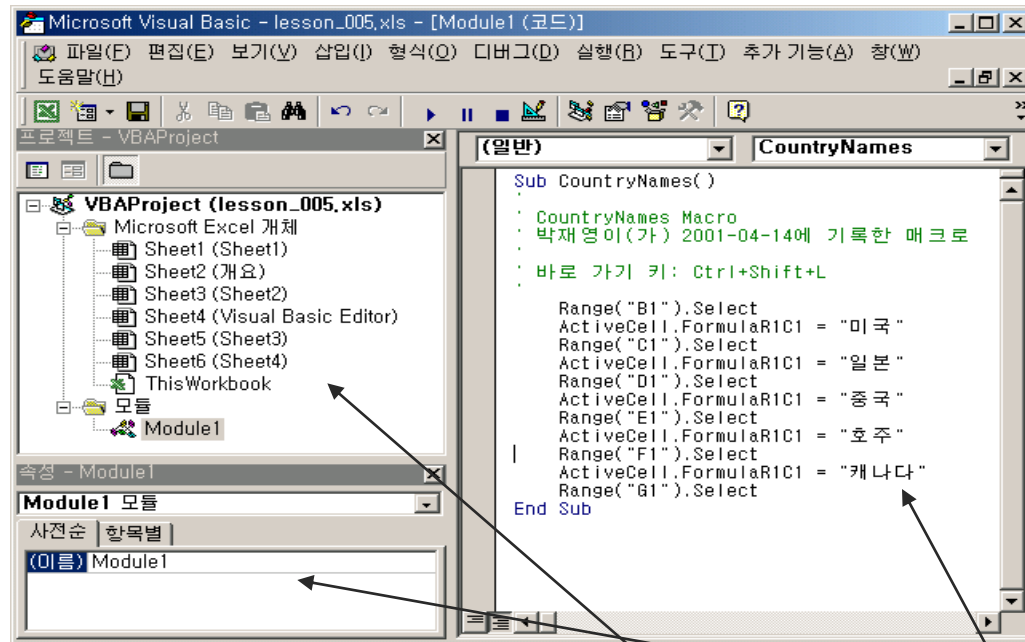 Microsoft Visual Basic - lesson_005.xls - [Module1 (코드)]
파일(F) 편집(E) 보기(V) 삽입(I) 형식(O) 디버그(D) 실행(R) 도구(T) 추가 기능(A) 창(W)
도움말(H)
프로젝트 - VBAProject
VBAProject (lesson_005.xls)
Microsoft Excel 개체
Sheet1 (Sheet1)
Sheet2 (개요)
Sheet3 (Sheet2)
Sheet4 (Visual Basic Editor)
Sheet5 (Sheet3)
Sheet6 (Sheet4)
ThisWorkbook
모듈
Module1
속성 - Module1
Module1 모듈
사전순 항목별
(이름) Module1
(일반) CountryNames
Sub CountryNames()
'
' CountryNames Macro
' 박재영이(가) 2001-04-14에 기록한 매크로
'
' 바로 가기 키: Ctrl+Shift+L
'
Range("B1").Select
ActiveCell.FormulaR1C1 = "미국"
Range("C1").Select
ActiveCell.FormulaR1C1 = "일본"
Range("D1").Select
ActiveCell.FormulaR1C1 = "중국"
Range("E1").Select
ActiveCell.FormulaR1C1 = "호주"
Range("F1").Select
ActiveCell.FormulaR1C1 = "캐나다"
Range("G1").Select
End Sub